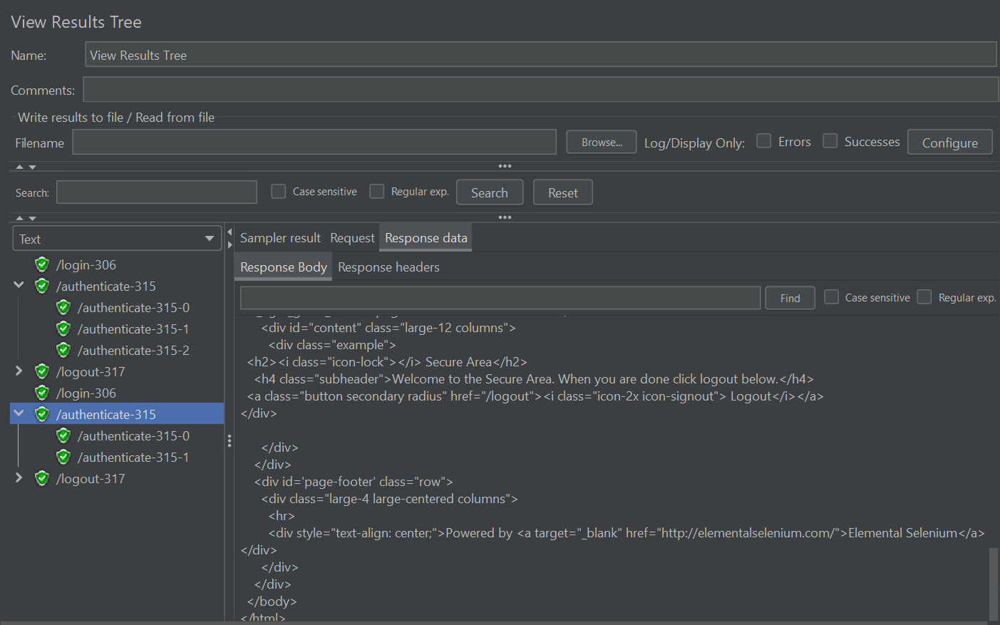 View Results Tree
Name: View Results Tree
Comments:
Write results to file / Read from file
Filename Browse... Log/Display Only: Errors Successes Configure
Search: Case sensitive Regular exp. Search Reset
Text
/login-306
/authenticate-315
/authenticate-315-0
/authenticate-315-1
/authenticate-315-2
/logout-317
/login-306
/authenticate-315
/authenticate-315-0
/authenticate-315-1
/logout-317
Sampler result Request Response data
Response Body Response headers
Find Case sensitive Regular exp.
<div id="content" class="large-12 columns">
<div class="example">
<h2><i class="icon-lock"></i> Secure Area</h2>
<h4 class="subheader">Welcome to the Secure Area. When you are done click logout below.</h4>
<a class="button secondary radius" href="/logout"><i class="icon-2x icon-signout"> Logout</i></a>
</div>
</div>
</div>
<div id='page-footer' class="row">
<div class="large-4 large-centered columns">
<hr>
<div style="text-align: center;">Powered by <a target="_blank" href="http://elementalselenium.com/">Elemental Selenium</a>
</div>
</div>
</div>
</body>
</html>